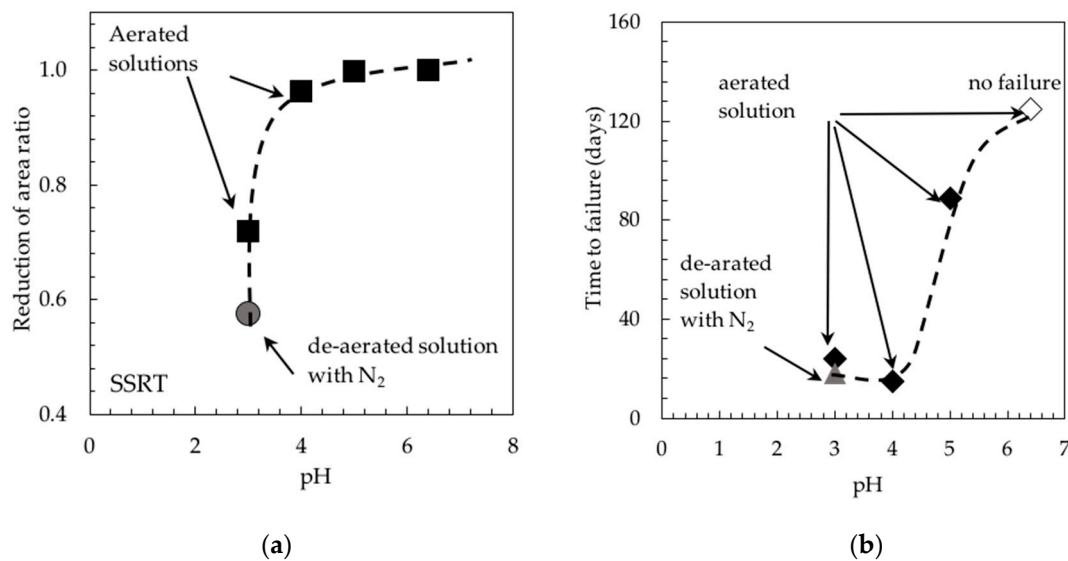 Aerated
solutions
Reduction of area ratio
1.0
0.8
0.6
0.4
de-aerated solution
with N₂
SSRT
0 2 4 6 8
pH
(a)
Time to failure (days)
160
120
80
40
0
aerated
solution
no failure
de-arated
solution
with N₂
0 1 2 3 4 5 6 7
pH
(b)